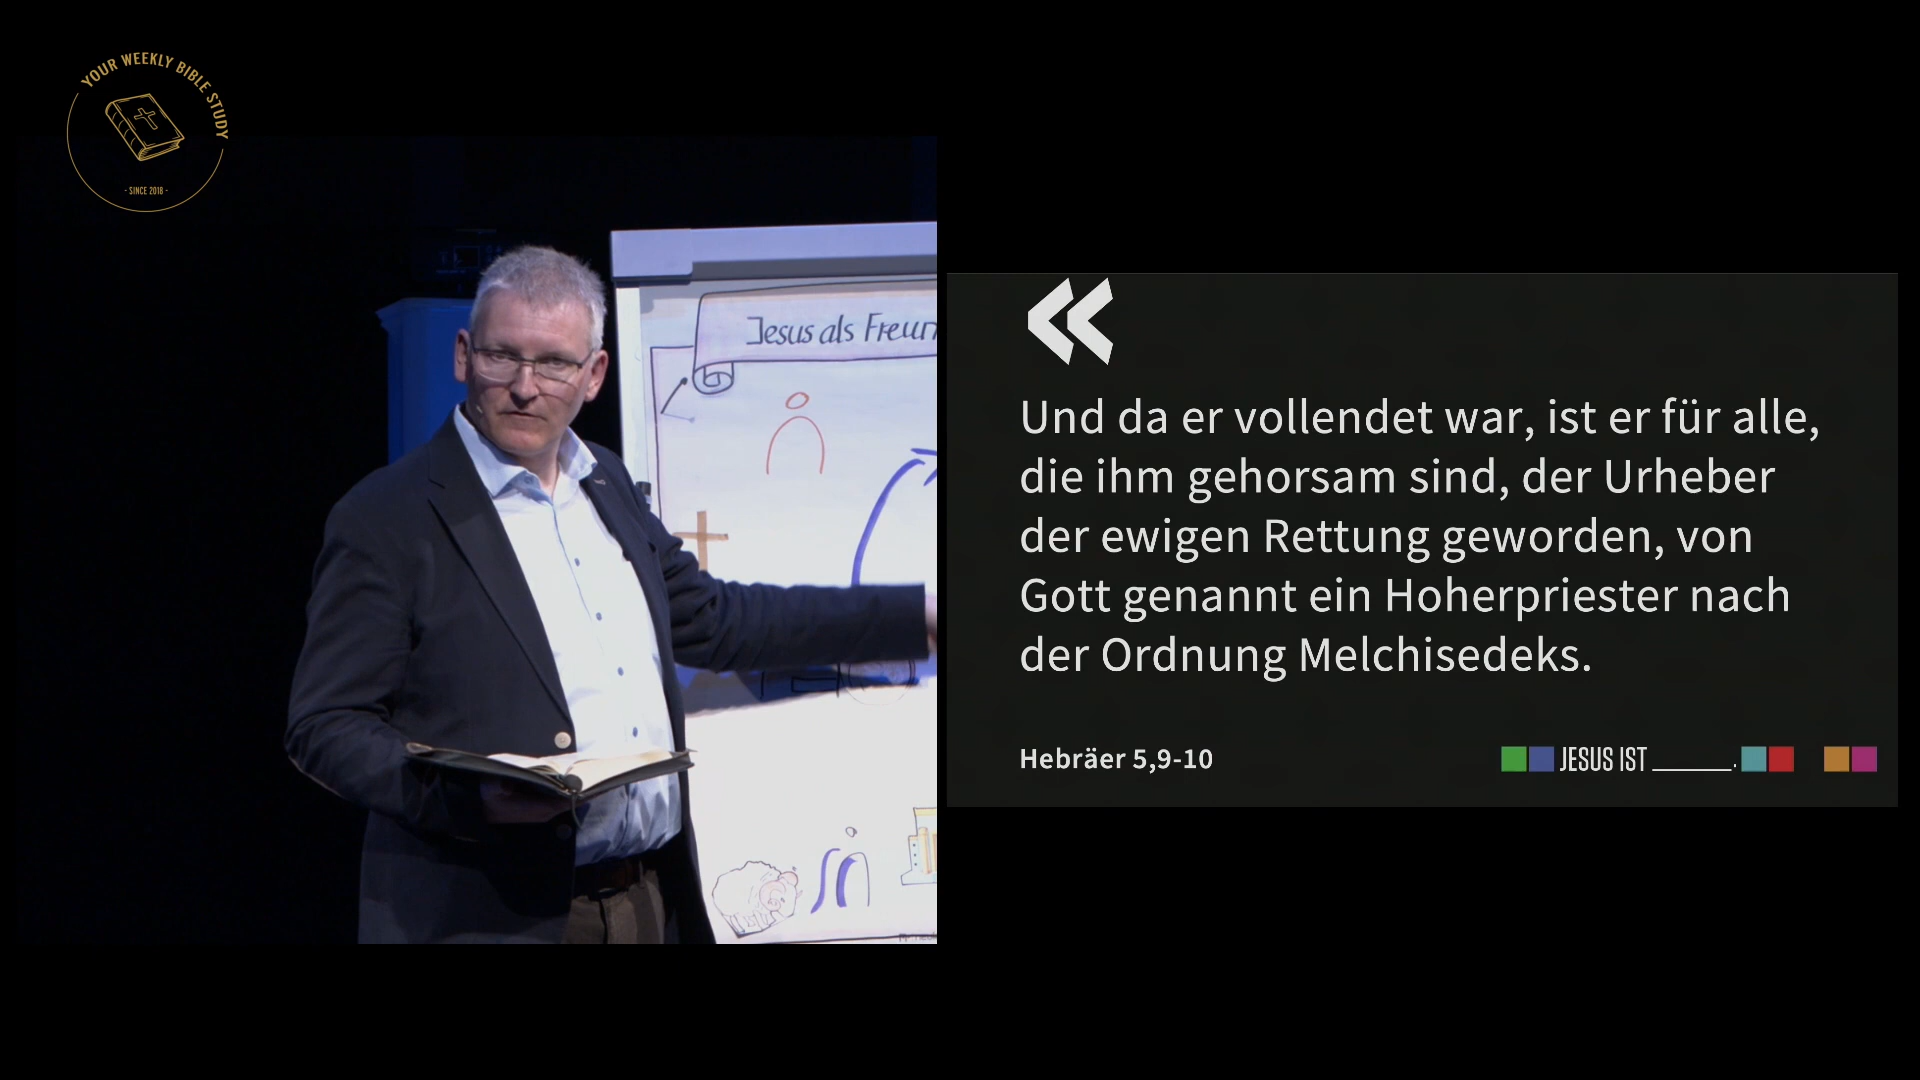 YOUR WEEKLY BIBLE STUDY
- SINCE 2018 -
Jesus als Freun
«
Und da er vollendet war, ist er für alle,
die ihm gehorsam sind, der Urheber
der ewigen Rettung geworden, von
Gott genannt ein Hoherpriester nach
der Ordnung Melchisedeks.
Hebräer 5,9-10
JESUS IST ______.